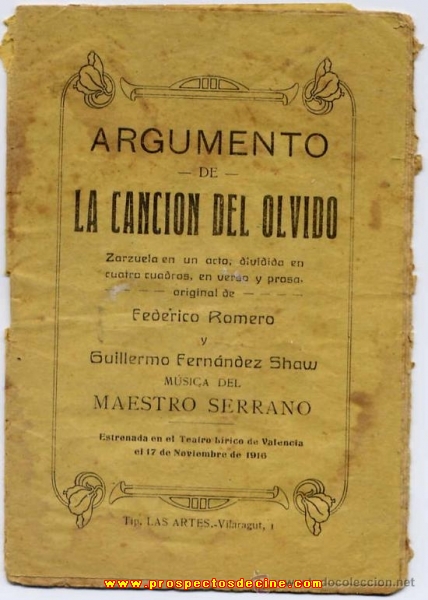 ARGUMENTO
— DE —
LA CANCION DEL OLVIDO
Zarzuela en un acto, dividida en
cuatro cuadros, en verso y prosa,
original de
Federico Romero
y
Guillermo Fernández Shaw
MÚSICA DEL
MAESTRO SERRANO
Estrenada en el Teatro Lírico de Valencia
el 17 de Noviembre de 1916
Tip. LAS ARTES.-Vilaragut, 1
www.prospectosdecine.com
todocoleccion.net